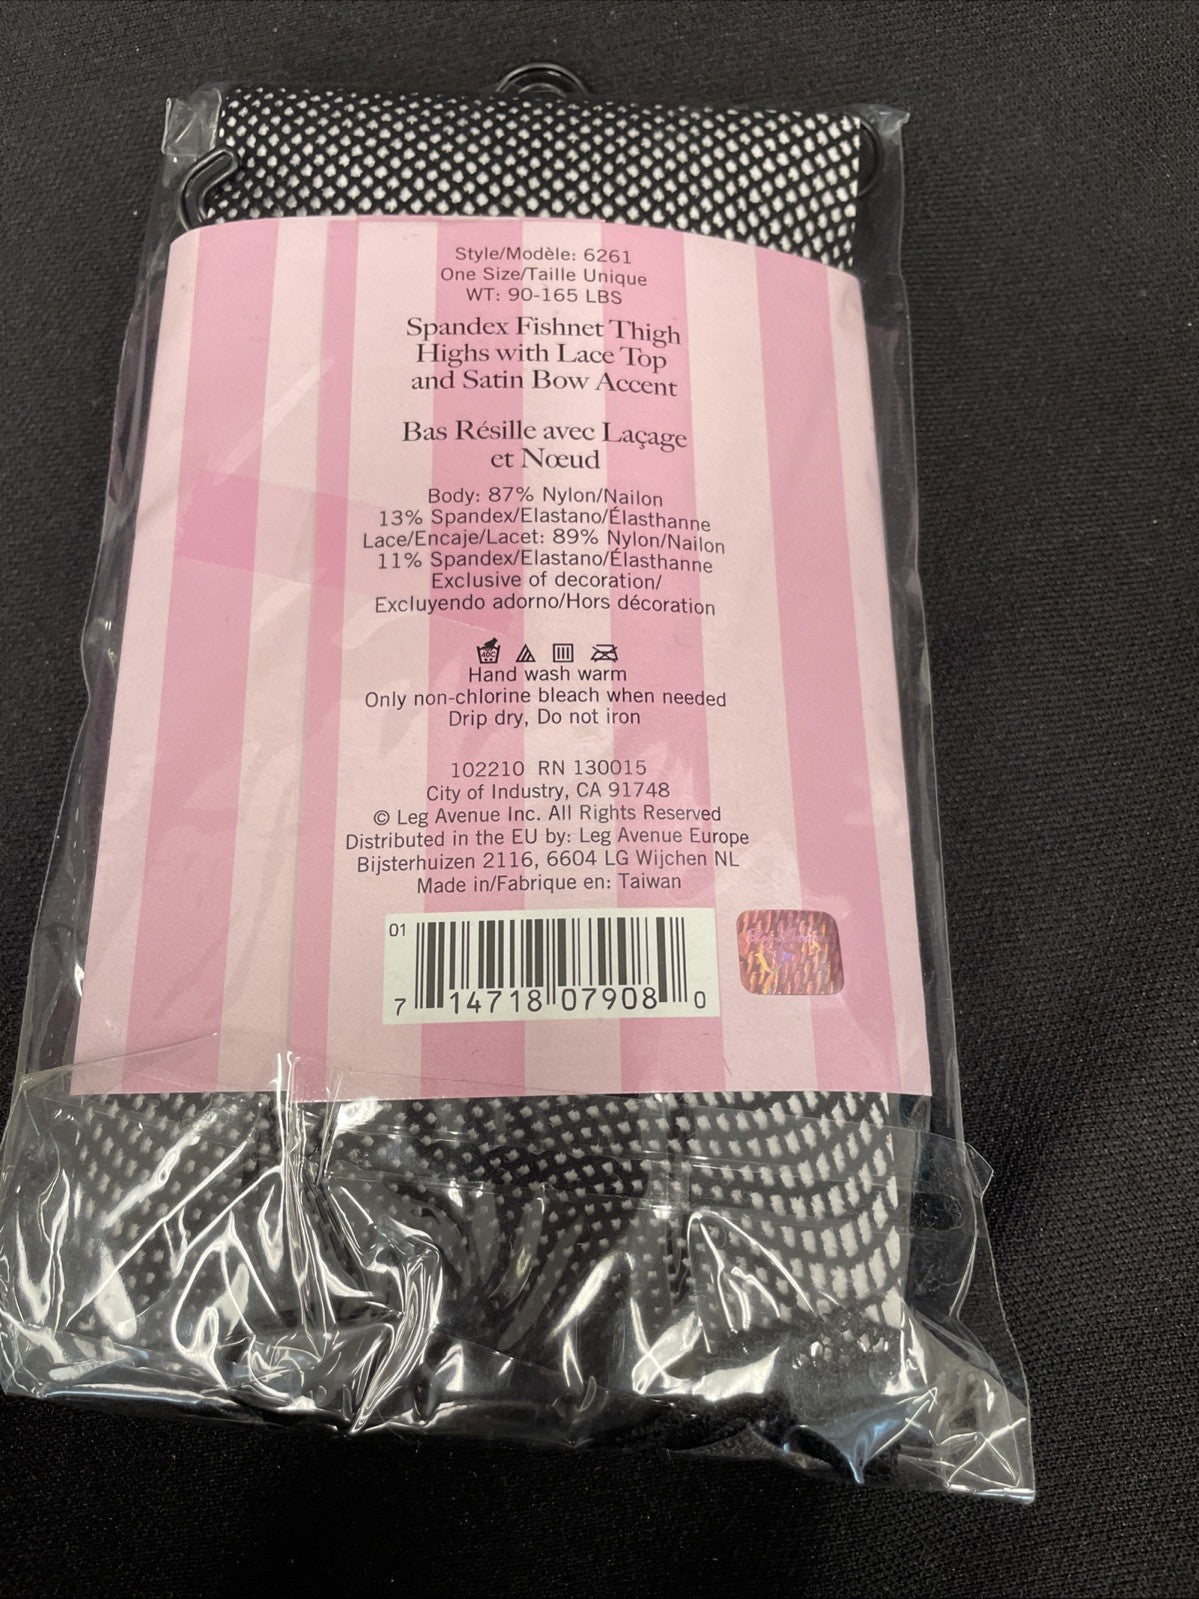 Style/Modèle: 6261
One Size/Taille Unique
WT: 90-165 LBS
Spandex Fishnet Thigh
Highs with Lace Top
and Satin Bow Accent
Bas Résille avec Laçage
et Nœud
Body: 87% Nylon/Nailon
13% Spandex/Elastano/Élasthanne
Lace/Encaje/Lacet: 89% Nylon/Nailon
11% Spandex/Elastano/Élasthanne
Exclusive of decoration/
Excluyendo adorno/Hors décoration
40C
Hand wash warm
Only non-chlorine bleach when needed
Drip dry, Do not iron
102210 RN 130015
City of Industry, CA 91748
© Leg Avenue Inc. All Rights Reserved
Distributed in the EU by: Leg Avenue Europe
Bijsterhuizen 2116, 6604 LG Wijchen NL
Made in/Fabrique en: Taiwan
01
7 14718 07908 0